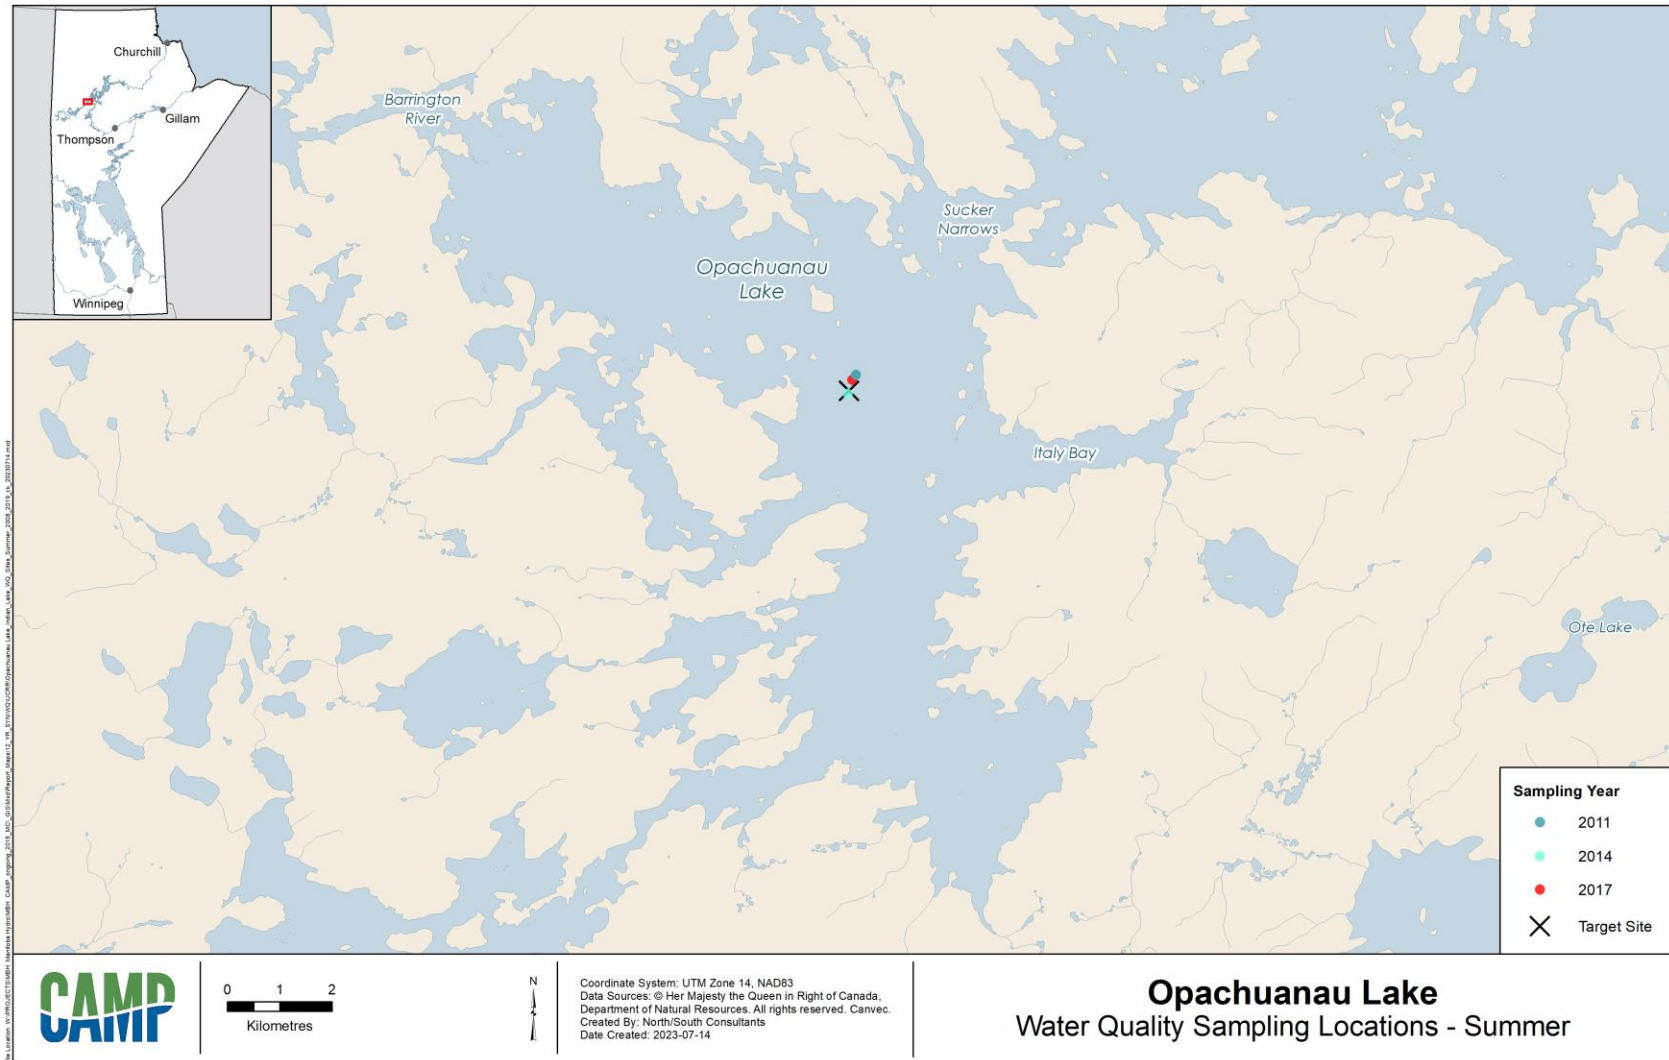 Churchill
Gillam
Thompson
Winnipeg
Barrington
River
Sucker
Narrows
Opachuanau
Lake
Italy Bay
Ote Lake
Sampling Year
2011
2014
2017
Target Site
CAMP
0 1 2
Kilometres
N
Coordinate System: UTM Zone 14, NAD83
Data Sources: © Her Majesty the Queen in Right of Canada,
Department of Natural Resources. All rights reserved. Canvec.
Created By: North/South Consultants
Date Created: 2023-07-14
Opachuanau Lake
Water Quality Sampling Locations - Summer